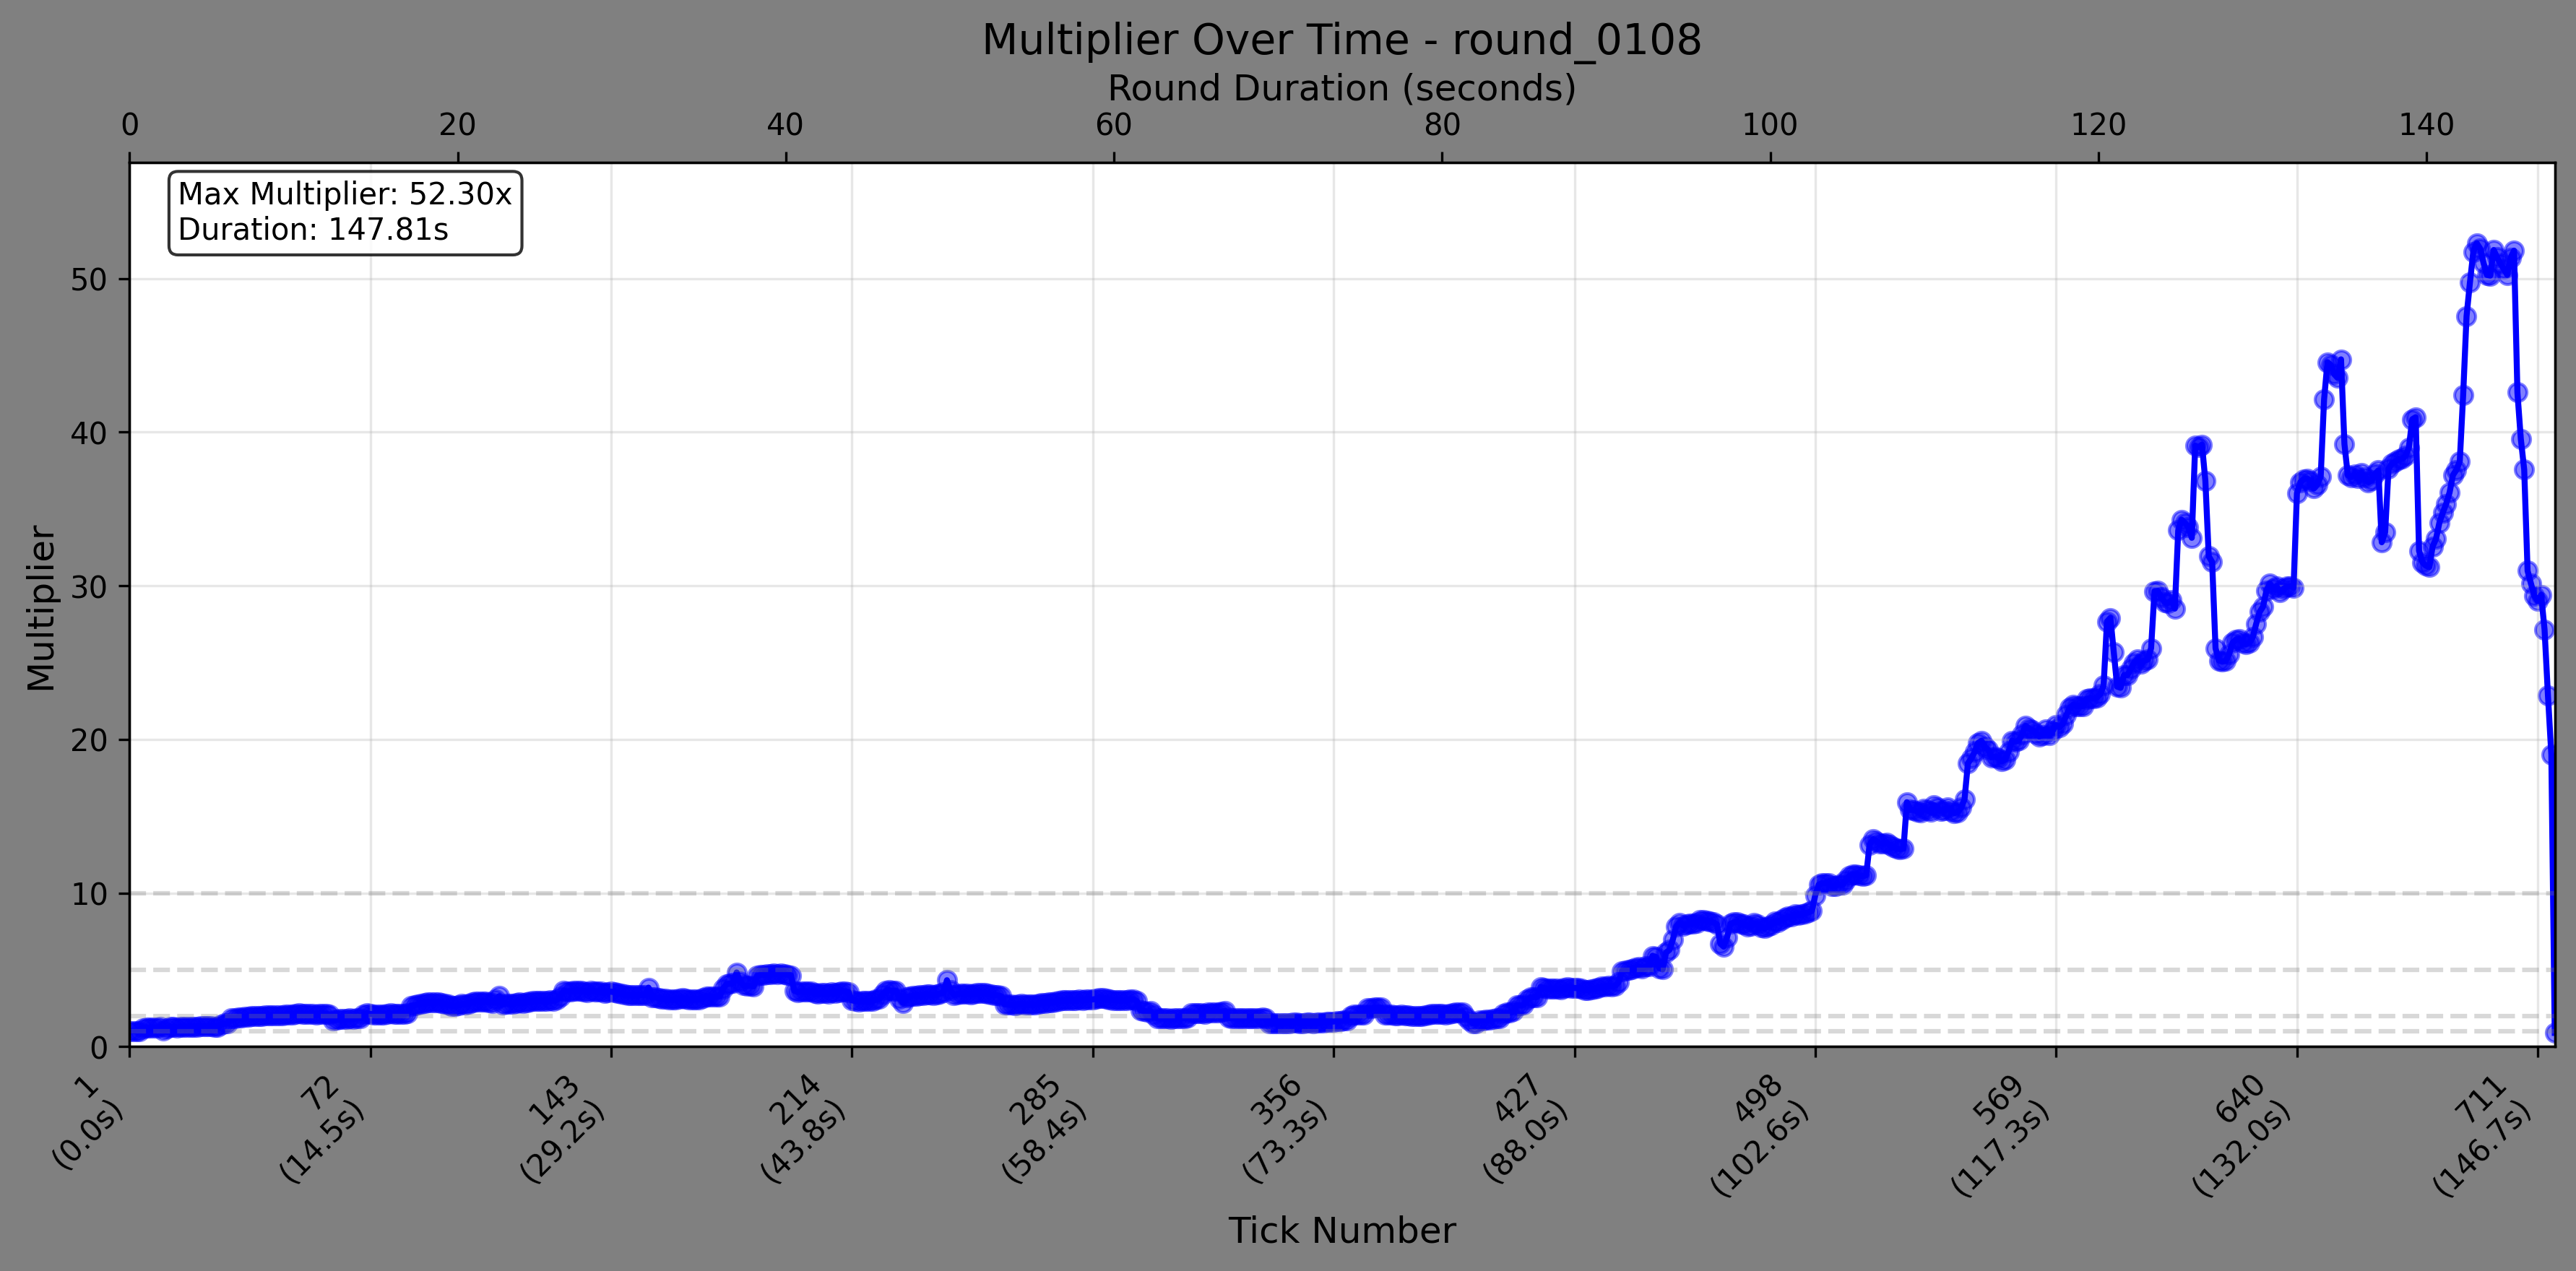 Multiplier Over Time - round_0108
Round Duration (seconds)
0 20 40 60 80 100 120 140
Max Multiplier: 52.30x
Duration: 147.81s
50
40
30
20
10
0
Multiplier
1
(0.0s)
72
(14.5s)
143
(29.2s)
214
(43.8s)
285
(58.4s)
356
(73.3s)
427
(88.0s)
498
(102.6s)
569
(117.3s)
640
(132.0s)
711
(146.7s)
Tick Number